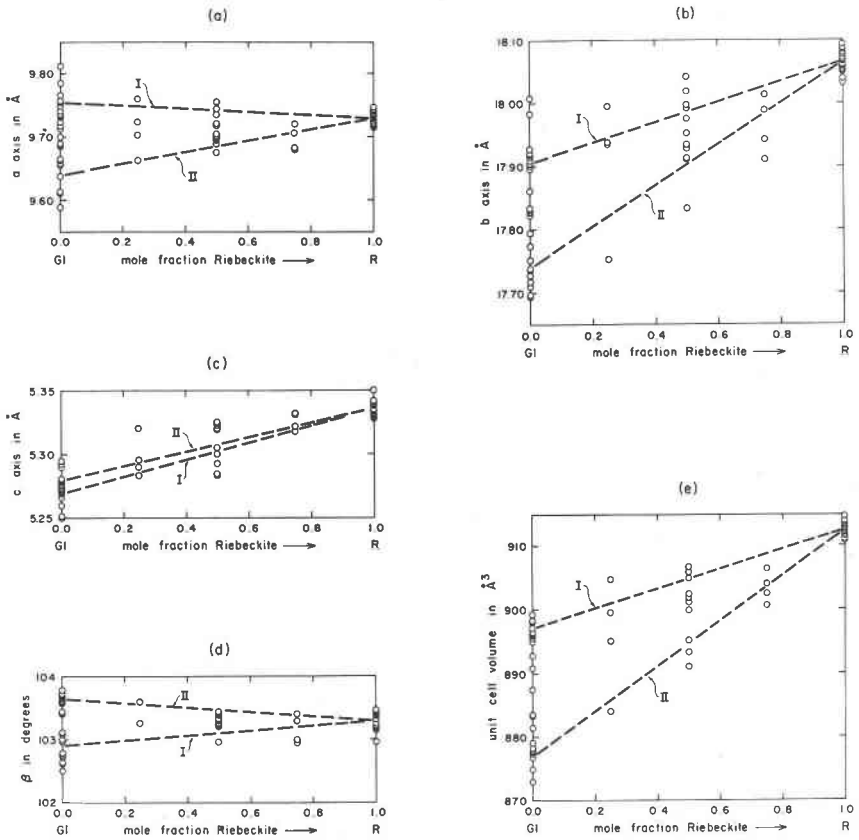 (a)
9.80
9.70
9.60
a axis in Å
I
II
0.0 0.2 0.4 0.6 0.8 1.0
Gl mole fraction Riebeckite R
(b)
18.10
18.00
17.90
17.80
17.70
b axis in Å
I
II
0.0 0.2 0.4 0.6 0.8 1.0
Gl mole fraction Riebeckite R
(c)
5.35
5.30
5.25
c axis in Å
II
I
0.0 0.2 0.4 0.6 0.8 1.0
Gl mole fraction Riebeckite R
(d)
104
103
102
β in degrees
II
I
0.0 0.2 0.4 0.6 0.8 1.0
Gl mole fraction Riebeckite R
(e)
910
900
890
880
870
unit cell volume in Å3
I
II
0.0 0.2 0.4 0.6 0.8 1.0
Gl mole fraction Riebeckite R